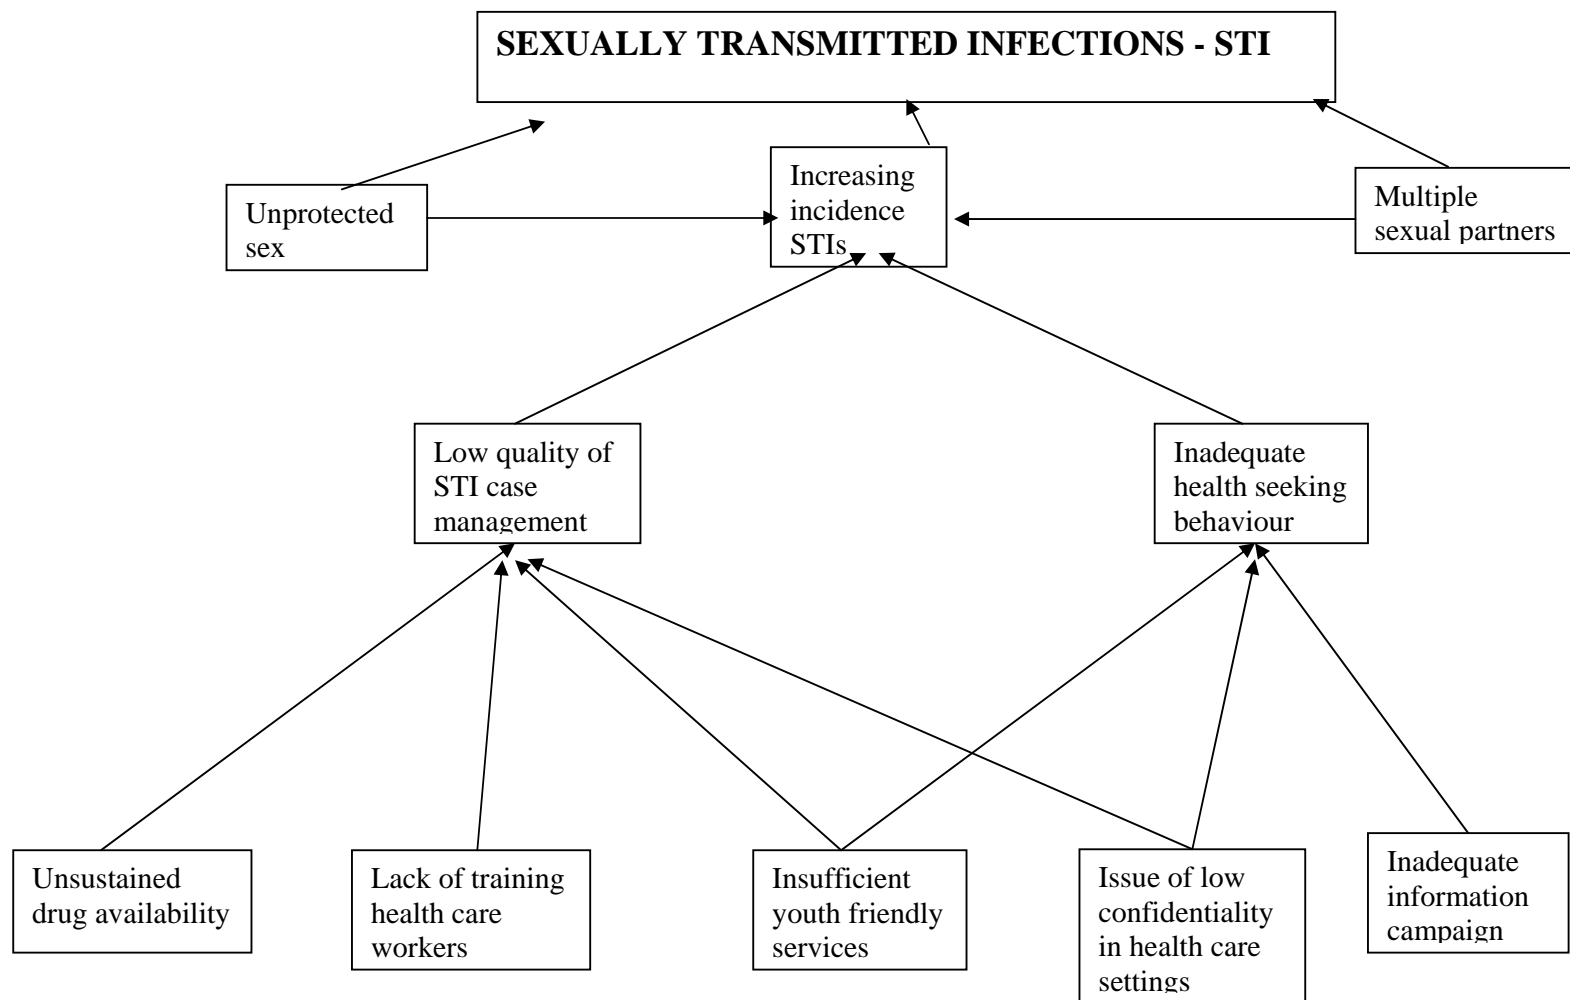 SEXUALLY TRANSMITTED INFECTIONS - STI
Unprotected
sex
Increasing
incidence
STIs
Multiple
sexual partners
Low quality of
STI case
management
Inadequate
health seeking
behaviour
Unsustained
drug availability
Lack of training
health care
workers
Insufficient
youth friendly
services
Issue of low
confidentiality
in health care
settings
Inadequate
information
campaign